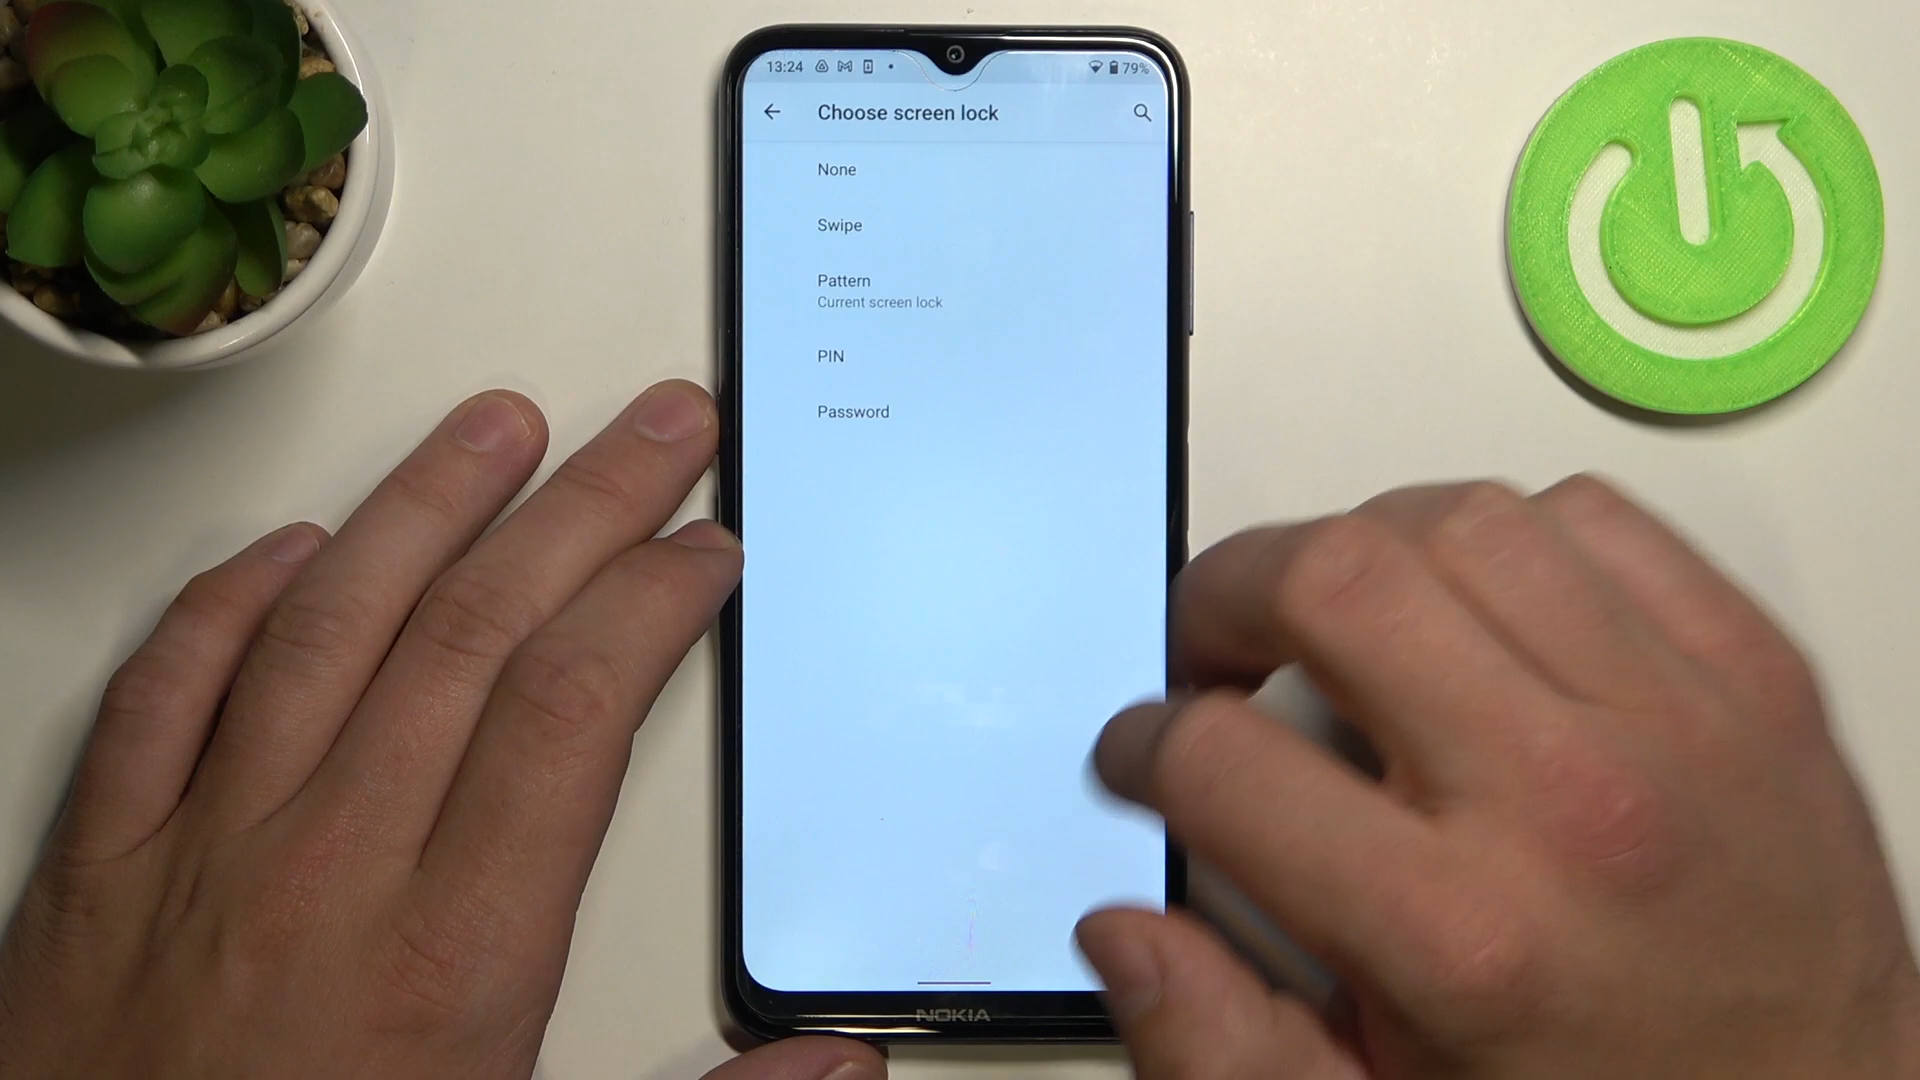 13:24
79%
Choose screen lock
None
Swipe
Pattern
Current screen lock
PIN
Password
NOKIA